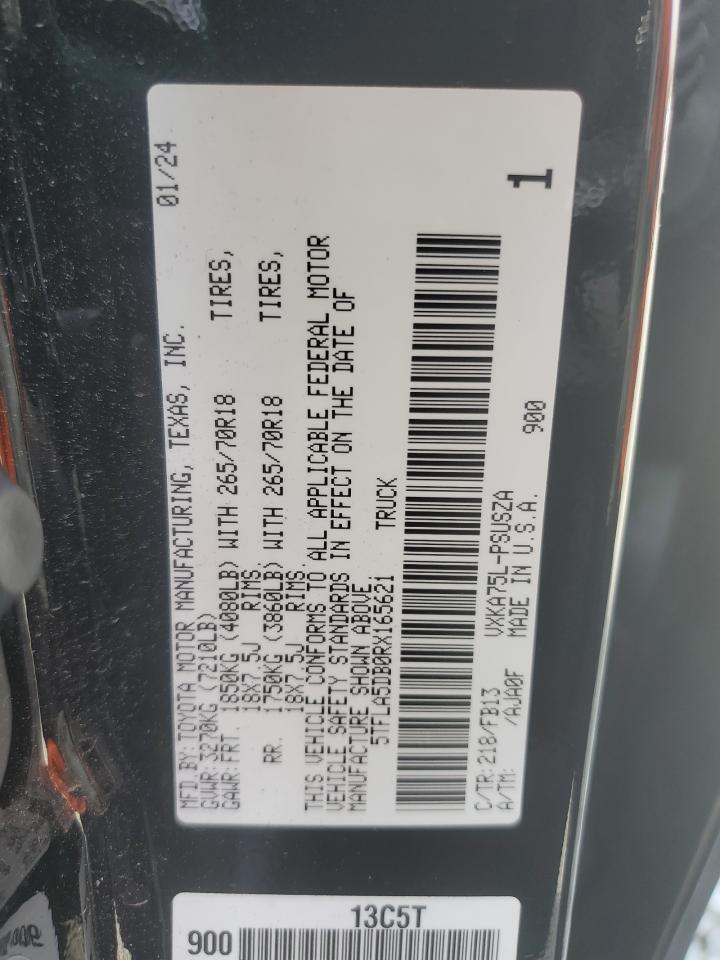 MFD.BY:TOYOTA MOTOR MANUFACTURING, TEXAS, INC. 01/24
GVWR:3270KG (7210LB)
GAWR:FRT. 1850KG (4080LB) WITH 265/70R18 TIRES,
18X7.5J RIMS.
RR. 1750KG (3860LB) WITH 265/70R18 TIRES,
18X7.5J RIMS.
THIS VEHICLE CONFORMS TO ALL APPLICABLE FEDERAL MOTOR
VEHICLE SAFETY STANDARDS IN EFFECT ON THE DATE OF
MANUFACTURE SHOWN ABOVE.
5TFLA5DB0RX165621 TRUCK
C/TR:218/FB13 VXKA75L-PSUSZA 900 1
A/TM: /AJA0F MADE IN U.S.A.
13C5T
900